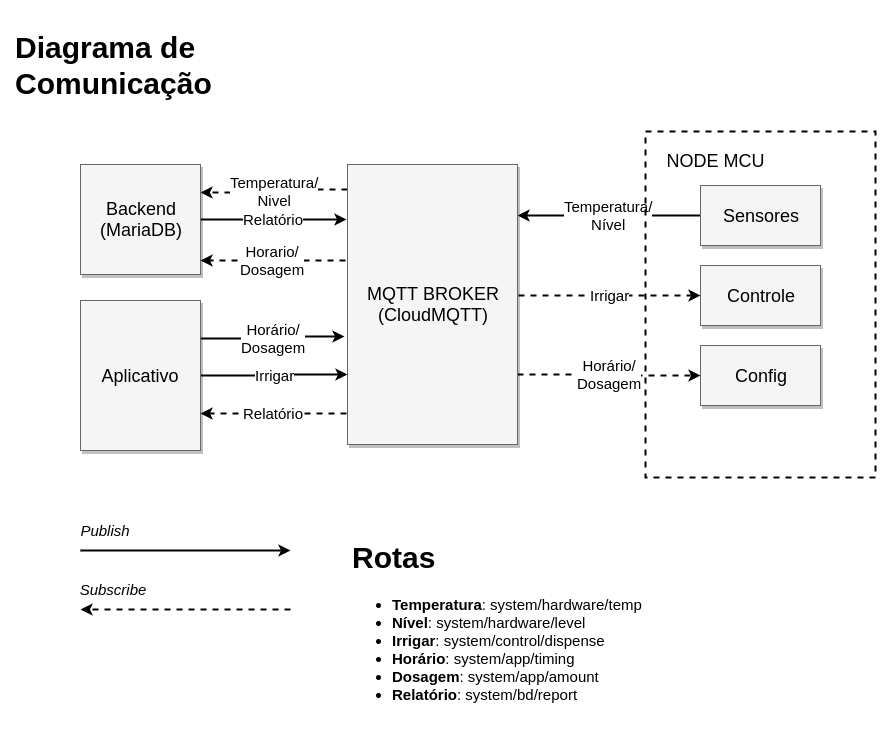 Diagrama de
Comunicação
NODE MCU
Backend
(MariaDB)
Temperatura/
Nivel
Relatório
Horario/
Dosagem
MQTT BROKER
(CloudMQTT)
Temperatura/
Nível
Sensores
Irrigar
Controle
Horário/
Dosagem
Config
Aplicativo
Horário/
Dosagem
Irrigar
Relatório
Publish
Subscribe
Rotas
• Temperatura: system/hardware/temp
• Nível: system/hardware/level
• Irrigar: system/control/dispense
• Horário: system/app/timing
• Dosagem: system/app/amount
• Relatório: system/bd/report